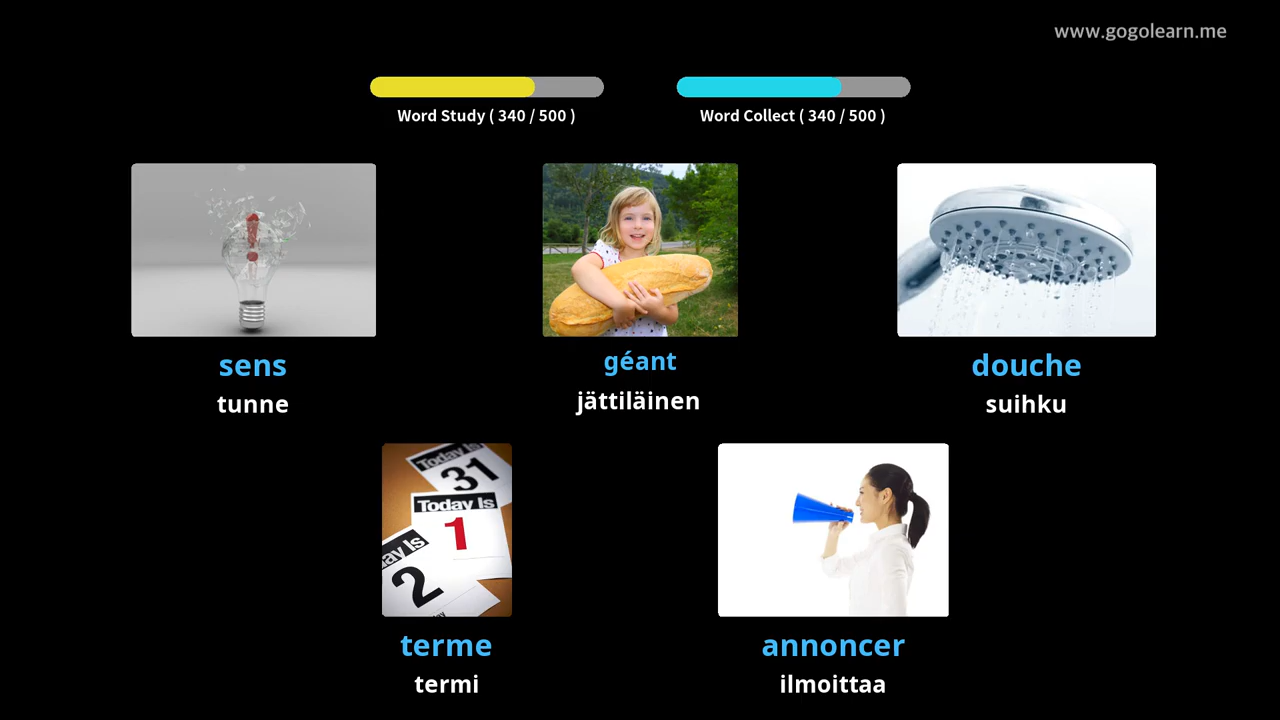 www.gogolearn.me
Word Study ( 340 / 500 )
Word Collect ( 340 / 500 )
sens
tunne
géant
jättiläinen
douche
suihku
Today Is
31
Today Is
1
ay Is
2
terme
termi
annoncer
ilmoittaa